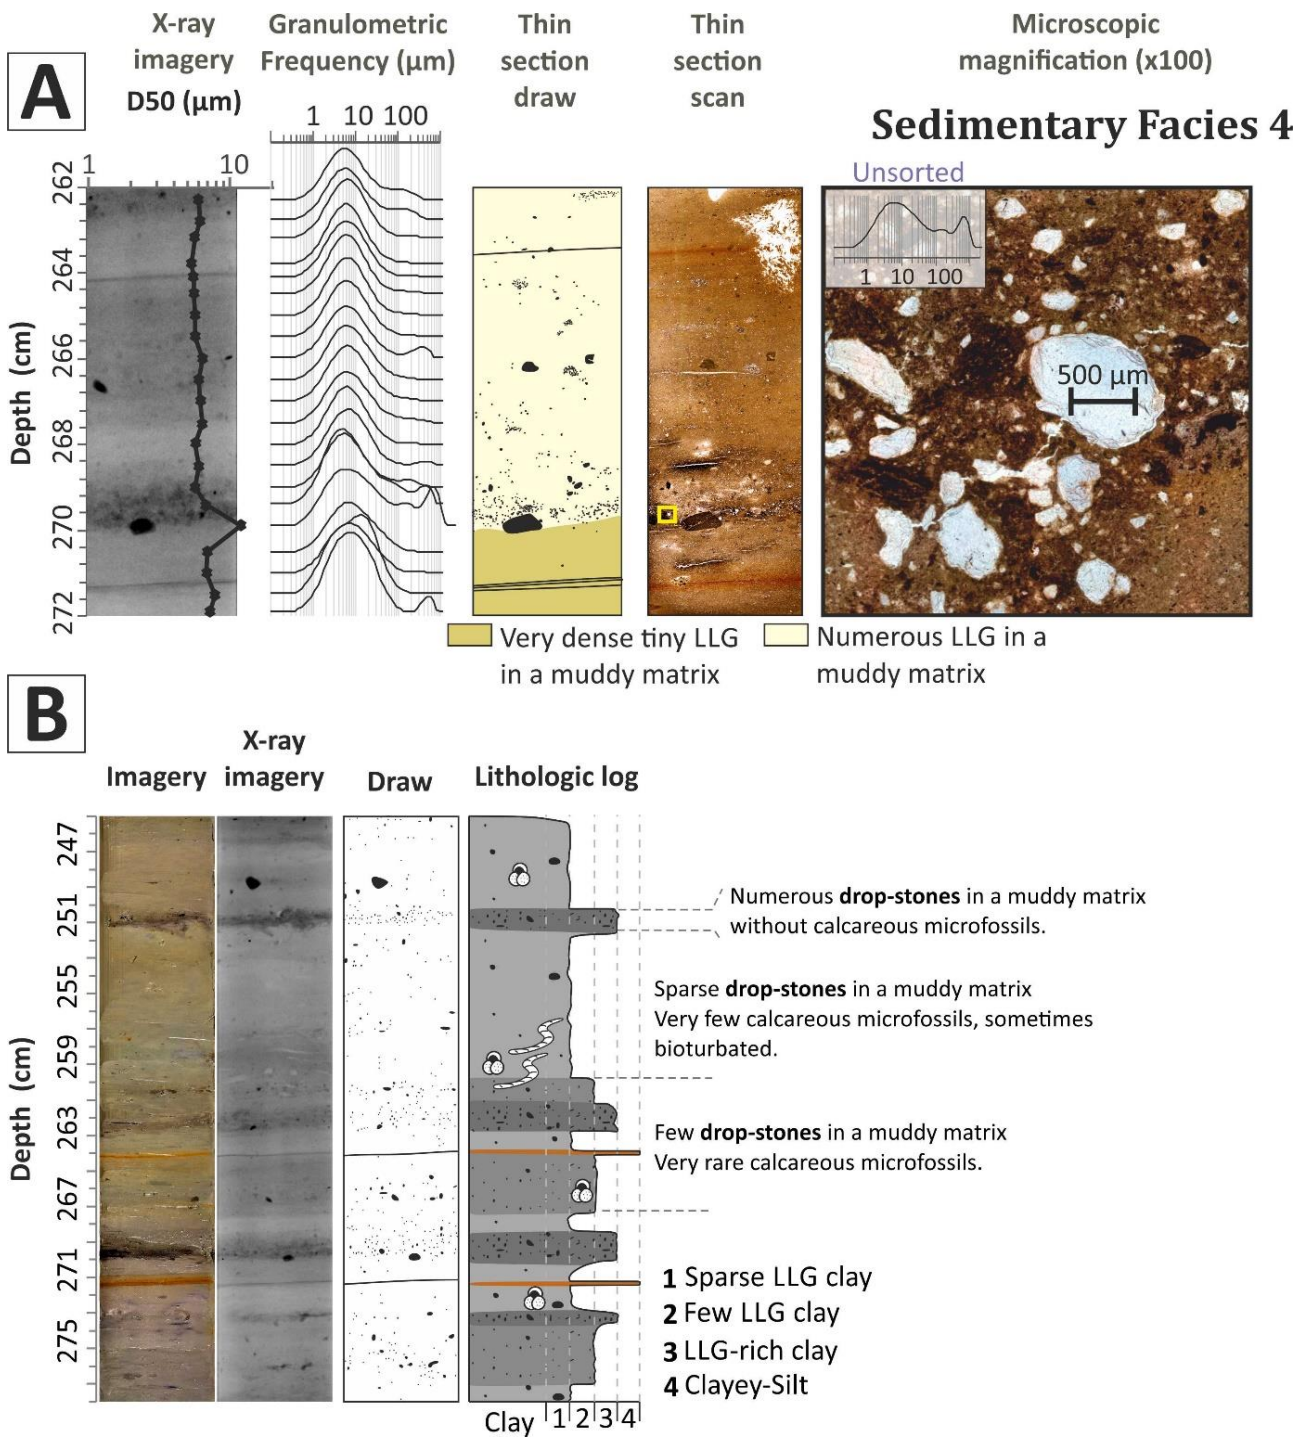 A
X-ray
imagery
D50 (µm)
Granulometric
Frequency (µm)
Thin
section
draw
Thin
section
scan
Microscopic
magnification (x100)
Sedimentary Facies 4
1 10
1 10 100
Unsorted
1 10 100
500 µm
Depth (cm)
262
264
266
268
270
272
Very dense tiny LLG
in a muddy matrix
Numerous LLG in a
muddy matrix
B
Imagery
X-ray
imagery
Draw
Lithologic log
Depth (cm)
247
251
255
259
263
267
271
275
Numerous drop-stones in a muddy matrix
without calcareous microfossils.
Sparse drop-stones in a muddy matrix
Very few calcareous microfossils, sometimes
bioturbated.
Few drop-stones in a muddy matrix
Very rare calcareous microfossils.
1 Sparse LLG clay
2 Few LLG clay
3 LLG-rich clay
4 Clayey-Silt
Clay 1 2 3 4